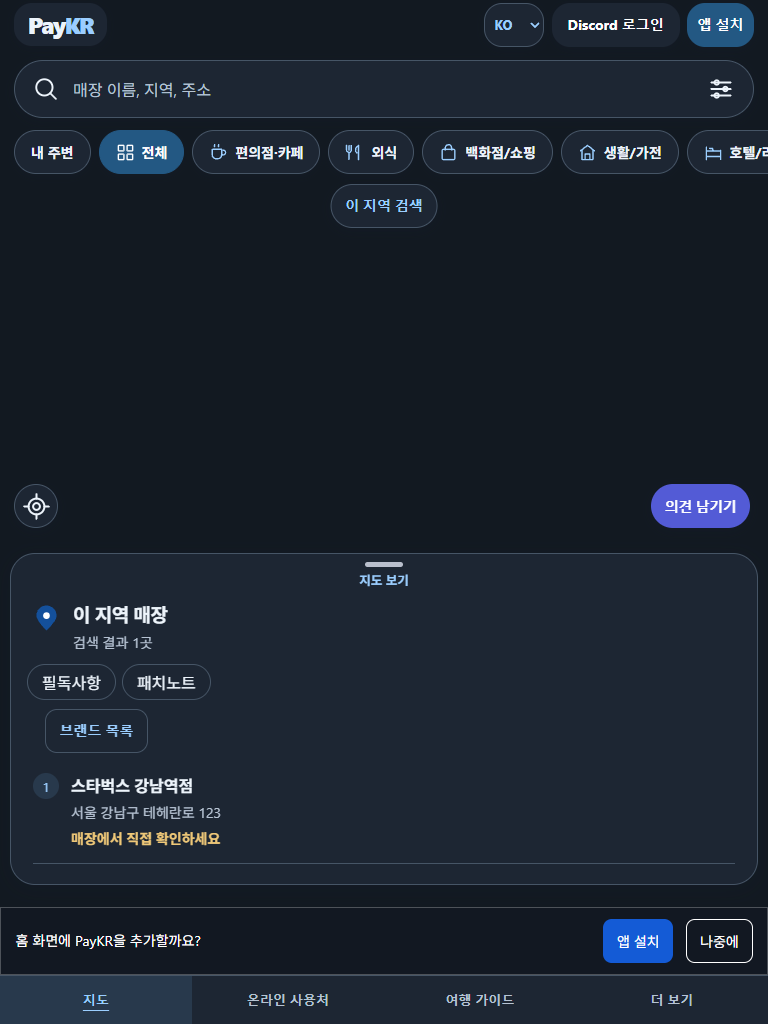 PayKR
KO
Discord 로그인
앱 설치
매장 이름, 지역, 주소
내 주변
전체
편의점·카페
외식
백화점/쇼핑
생활/가전
호텔/
이 지역 검색
의견 남기기
지도 보기
이 지역 매장
검색 결과 1곳
필독사항
패치노트
브랜드 목록
1
스타벅스 강남역점
서울 강남구 테헤란로 123
매장에서 직접 확인하세요
홈 화면에 PayKR을 추가할까요?
앱 설치
나중에
지도
온라인 사용처
여행 가이드
더 보기